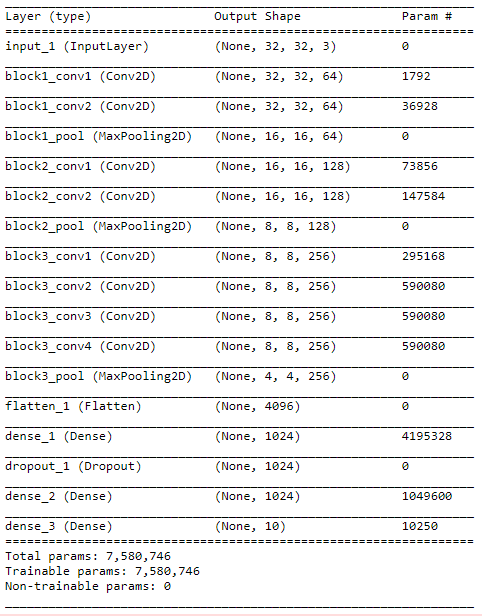 Layer (type) Output Shape Param #
input_1 (InputLayer) (None, 32, 32, 3) 0
block1_conv1 (Conv2D) (None, 32, 32, 64) 1792
block1_conv2 (Conv2D) (None, 32, 32, 64) 36928
block1_pool (MaxPooling2D) (None, 16, 16, 64) 0
block2_conv1 (Conv2D) (None, 16, 16, 128) 73856
block2_conv2 (Conv2D) (None, 16, 16, 128) 147584
block2_pool (MaxPooling2D) (None, 8, 8, 128) 0
block3_conv1 (Conv2D) (None, 8, 8, 256) 295168
block3_conv2 (Conv2D) (None, 8, 8, 256) 590080
block3_conv3 (Conv2D) (None, 8, 8, 256) 590080
block3_conv4 (Conv2D) (None, 8, 8, 256) 590080
block3_pool (MaxPooling2D) (None, 4, 4, 256) 0
flatten_1 (Flatten) (None, 4096) 0
dense_1 (Dense) (None, 1024) 4195328
dropout_1 (Dropout) (None, 1024) 0
dense_2 (Dense) (None, 1024) 1049600
dense_3 (Dense) (None, 10) 10250
Total params: 7,580,746
Trainable params: 7,580,746
Non-trainable params: 0